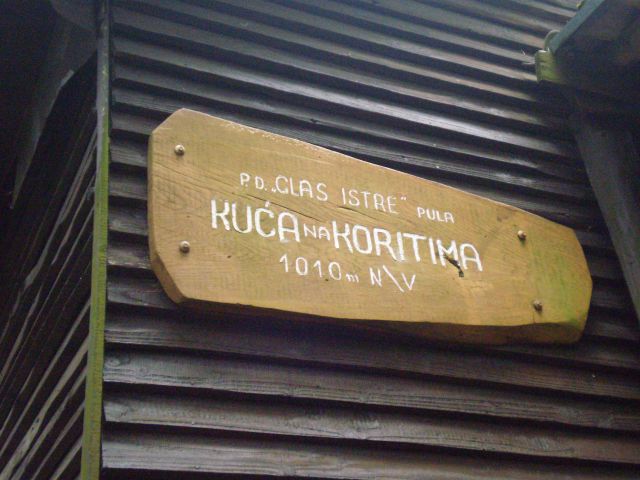 P.D. „GLAS ISTRE“ PULA
KUĆA NA KORITIMA
1010 m N\V